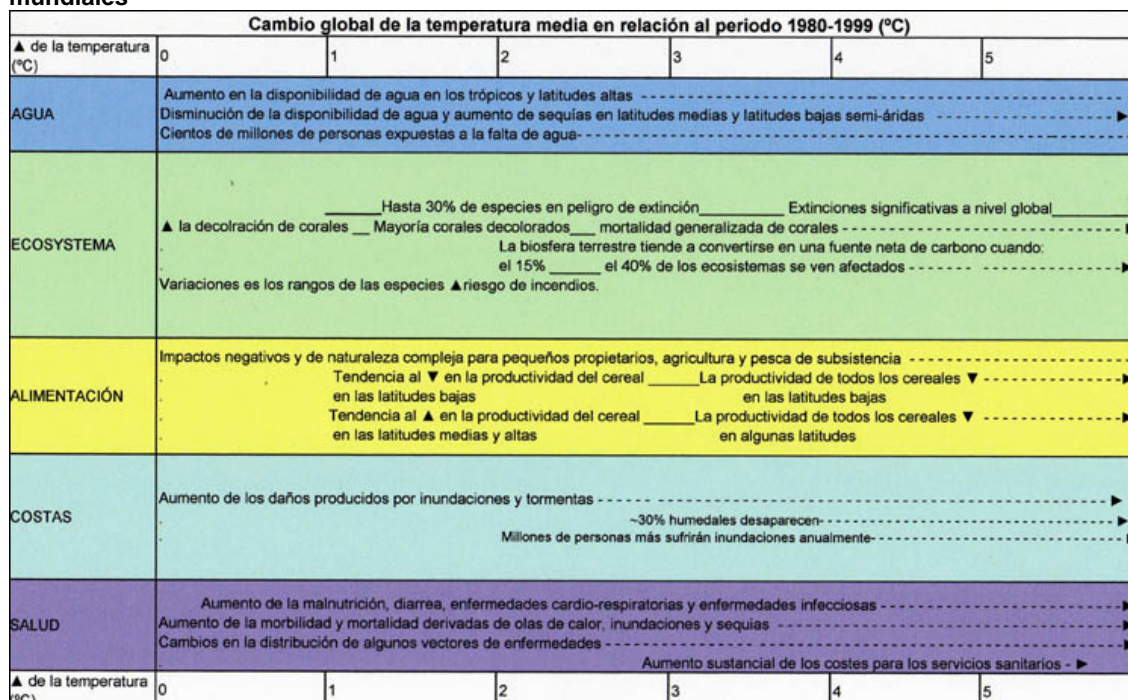 mundiales
Cambio global de la temperatura media en relación al periodo 1980-1999 (ºC)
▲ de la temperatura (ºC) 0 1 2 3 4 5
AGUA
Aumento en la disponibilidad de agua en los trópicos y latitudes altas
Disminución de la disponibilidad de agua y aumento de sequías en latitudes medias y latitudes bajas semi-áridas
Cientos de millones de personas expuestas a la falta de agua
ECOSYSTEMA
Hasta 30% de especies en peligro de extinción Extinciones significativas a nivel global
▲ la decolración de corales Mayoría corales decolorados mortalidad generalizada de corales
La biosfera terrestre tiende a convertirse en una fuente neta de carbono cuando:
el 15% el 40% de los ecosistemas se ven afectados
Variaciones es los rangos de las especies ▲riesgo de incendios.
ALIMENTACIÓN
Impactos negativos y de naturaleza compleja para pequeños propietarios, agricultura y pesca de subsistencia
Tendencia al ▼ en la productividad del cereal La productividad de todos los cereales ▼
en las latitudes bajas en las latitudes bajas
Tendencia al ▲ en la productividad del cereal La productividad de todos los cereales ▼
en las latitudes medias y altas en algunas latitudes
COSTAS
Aumento de los daños producidos por inundaciones y tormentas
~30% humedales desaparecen
Millones de personas más sufrirán inundaciones anualmente
SALUD
Aumento de la malnutrición, diarrea, enfermedades cardio-respiratorias y enfermedades infecciosas
Aumento de la morbilidad y mortalidad derivadas de olas de calor, inundaciones y sequias
Cambios en la distribución de algunos vectores de enfermedades
Aumento sustancial de los costes para los servicios sanitarios
▲ de la temperatura (ºC) 0 1 2 3 4 5